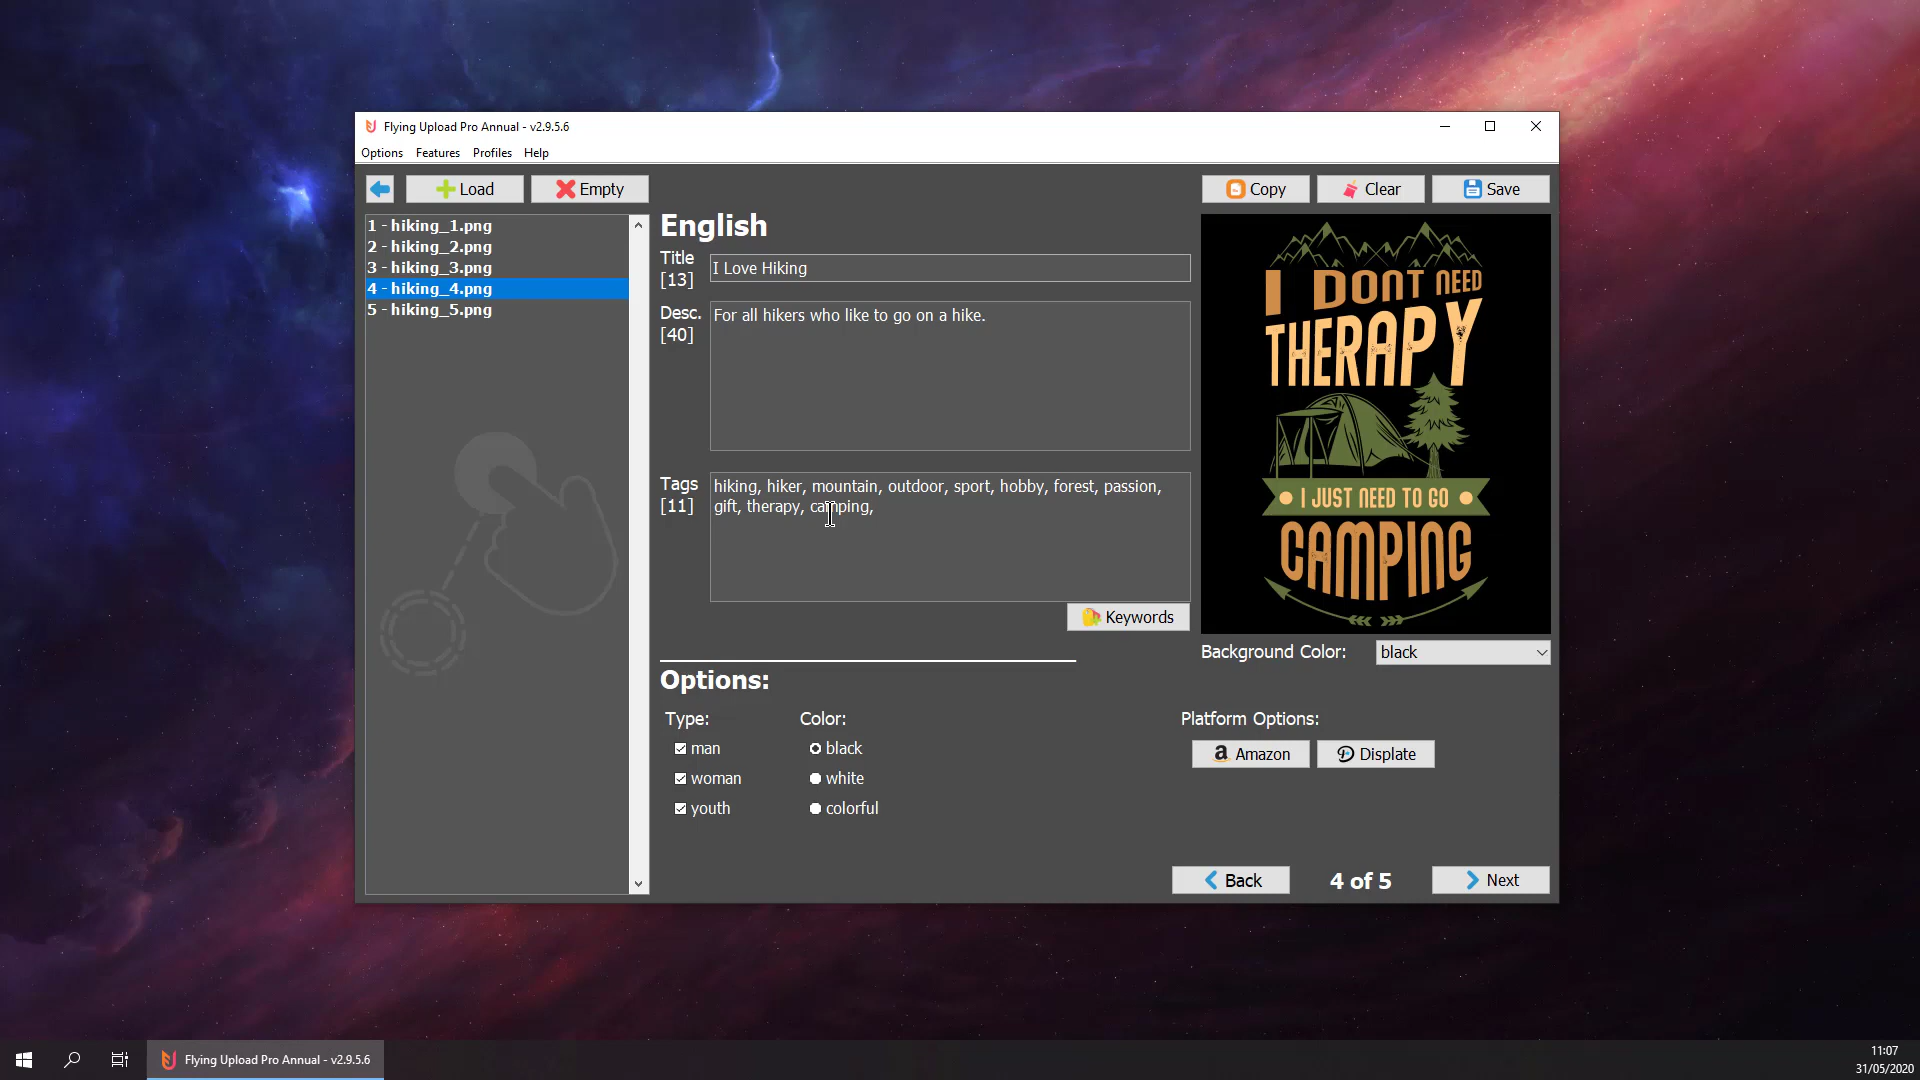 Flying Upload Pro Annual - v2.9.5.6
Options Features Profiles Help
Load Empty Copy Clear Save
1 - hiking_1.png
2 - hiking_2.png
3 - hiking_3.png
4 - hiking_4.png
5 - hiking_5.png
English
Title
[13]
I Love Hiking
Desc.
[40]
For all hikers who like to go on a hike.
Tags
[11]
hiking, hiker, mountain, outdoor, sport, hobby, forest, passion,
gift, therapy, camping,
Keywords
I DONT NEED
THERAPY
I JUST NEED TO GO
CAMPING
Background Color: black
Options:
Type: Color: Platform Options:
man black Amazon Displate
woman white
youth colorful
Back 4 of 5 Next
Flying Upload Pro Annual - v2.9.5.6
11:07
31/05/2020